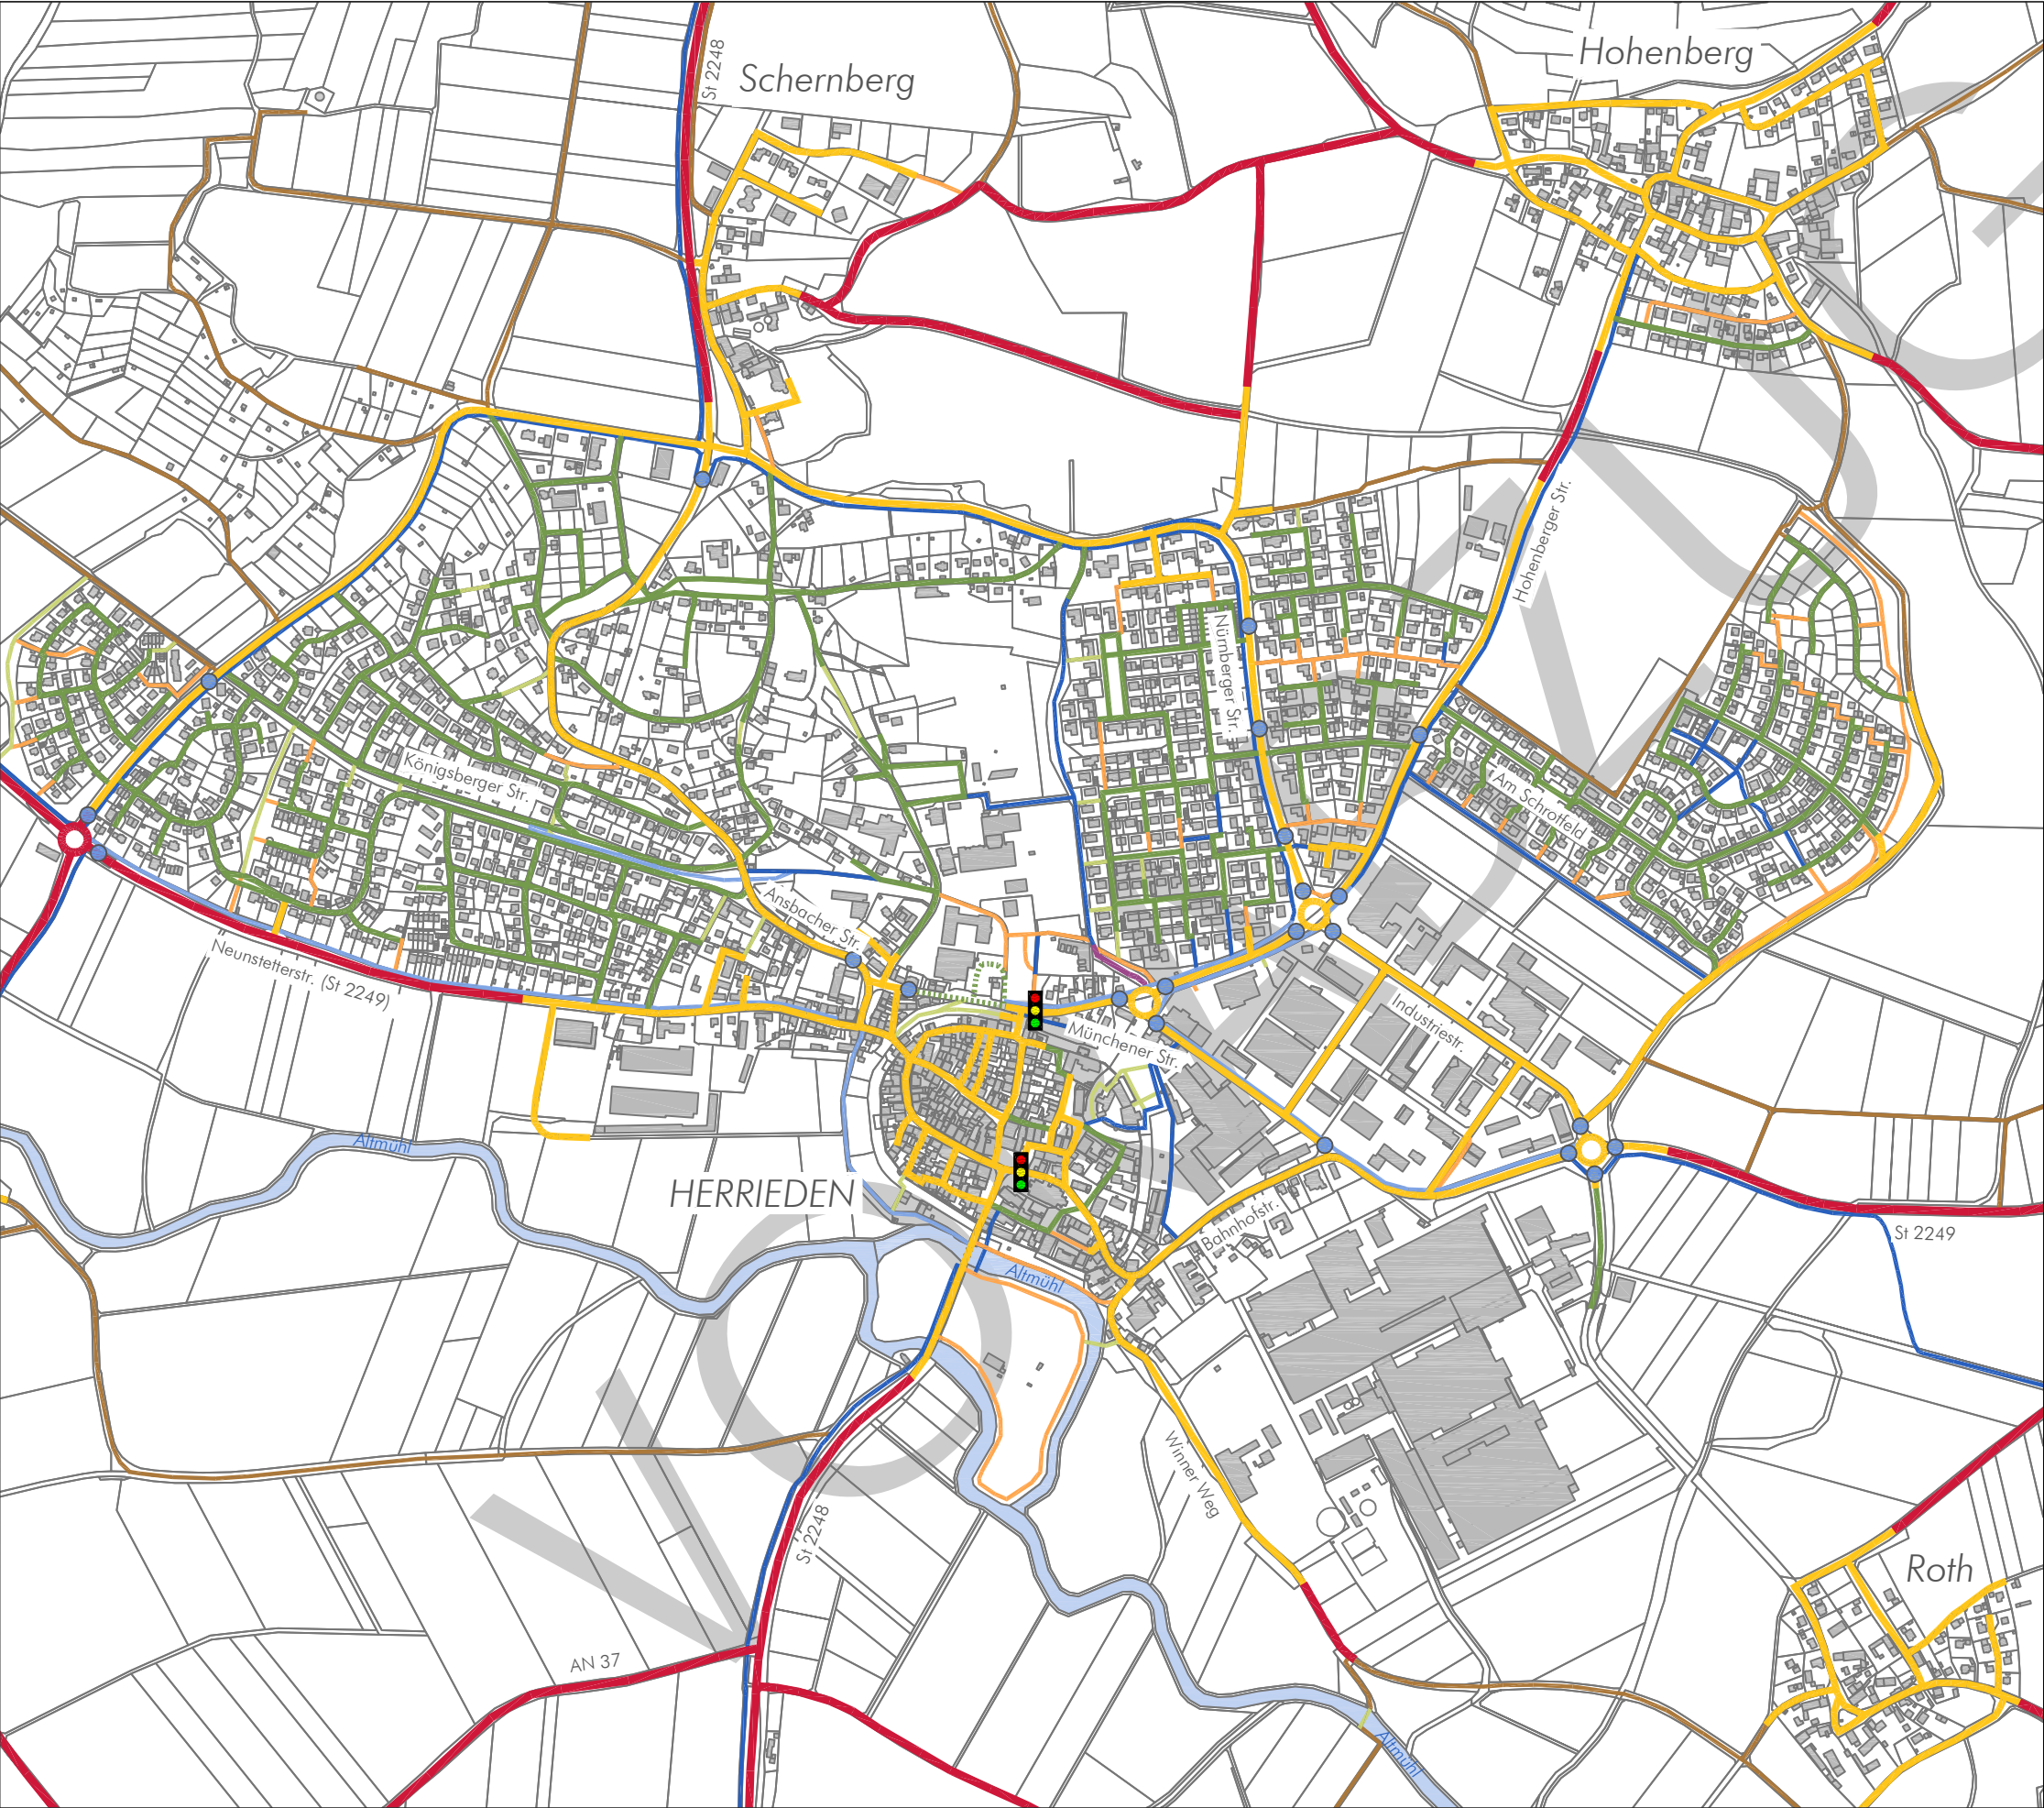 Hohenberg
Schernberg
St 2248
Hohenberger Str.
Nürnberger Str.
Königsberger Str.
Am Schrotfeld
Ansbacher Str.
Neunstetterstr. (St 2249)
Industriestr.
Münchener Str.
Altmühl
HERRIEDEN
Bahnhofstr.
St 2249
Altmühl
Winner Weg
St 2248
Roth
AN 37
Altmühl